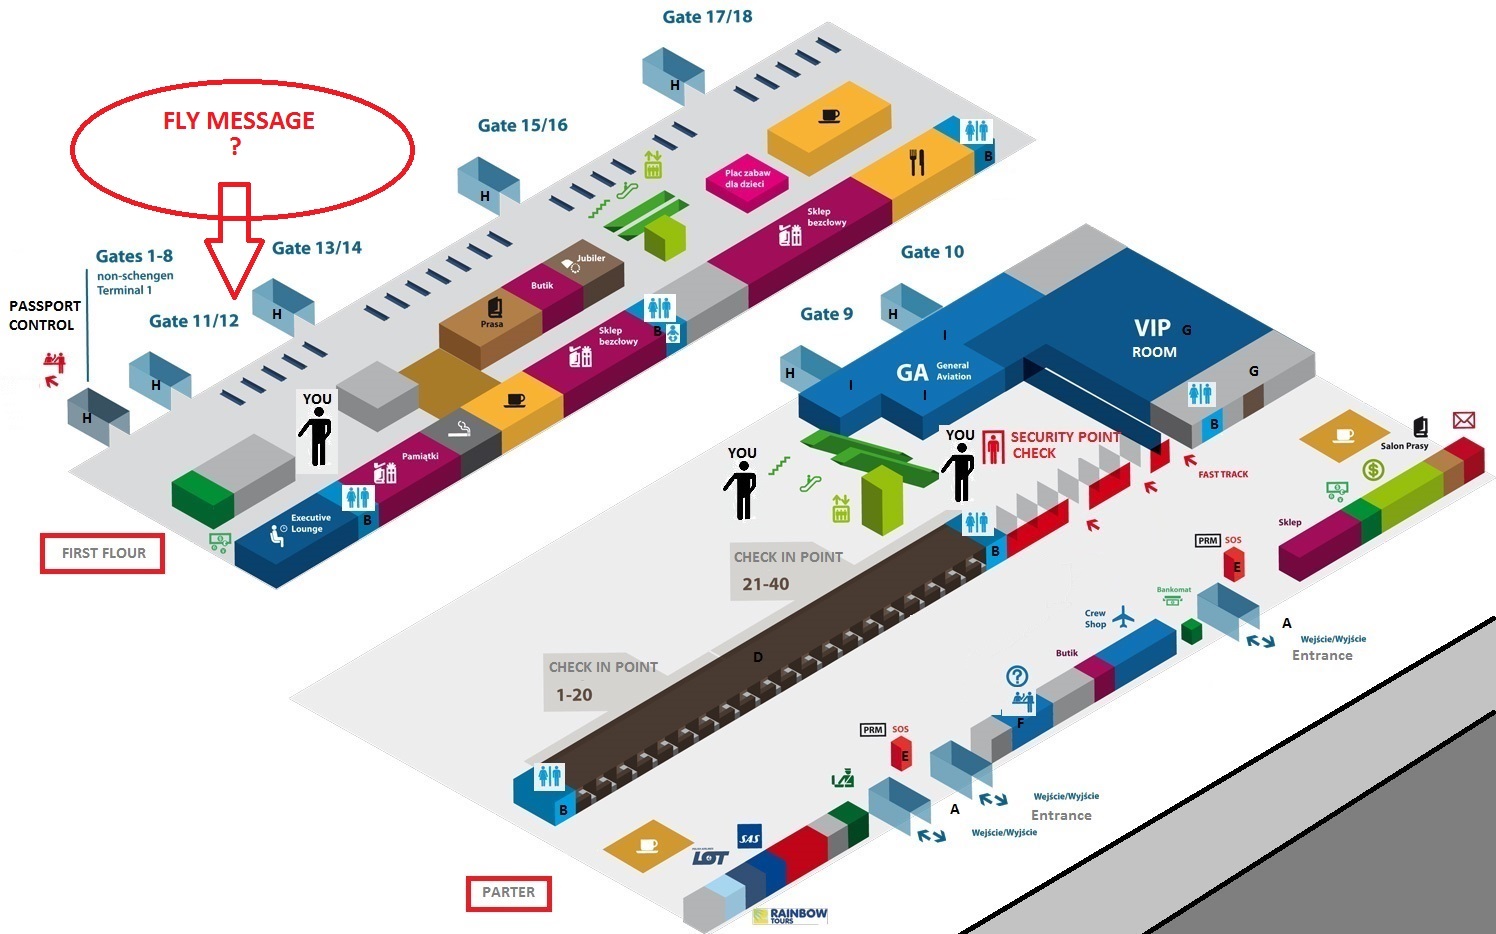 Gate 17/18
H
FLY MESSAGE
?
Gate 15/16
H
B
Plac zabaw
dla dzieci
Sklep
bezcłowy
Gates 1-8
non-schengen
Terminal 1
Gate 13/14
H
Jubiler
Butik
Prasa
PASSPORT
CONTROL
Gate 11/12
H
H
Sklep
bezcłowy
B
YOU
Pamiątki
B
Executive
Lounge
FIRST FLOUR
Gate 10
H
Gate 9
H
I
I
I
GA
General
Aviation
VIP
ROOM
G
G
B
YOU
YOU
SECURITY POINT
CHECK
FAST TRACK
Salon Prasy
$
Sklep
CHECK IN POINT
21-40
B
PRM
SOS
E
Bankomat
A
Wejście/Wyjście
Entrance
Crew
Shop
Butik
?
F
CHECK IN POINT
1-20
D
B
PRM
SOS
E
A
Wejście/Wyjście
Entrance
Wejście/Wyjście
SAS
LOT
PARTER
RAINBOW
TOURS